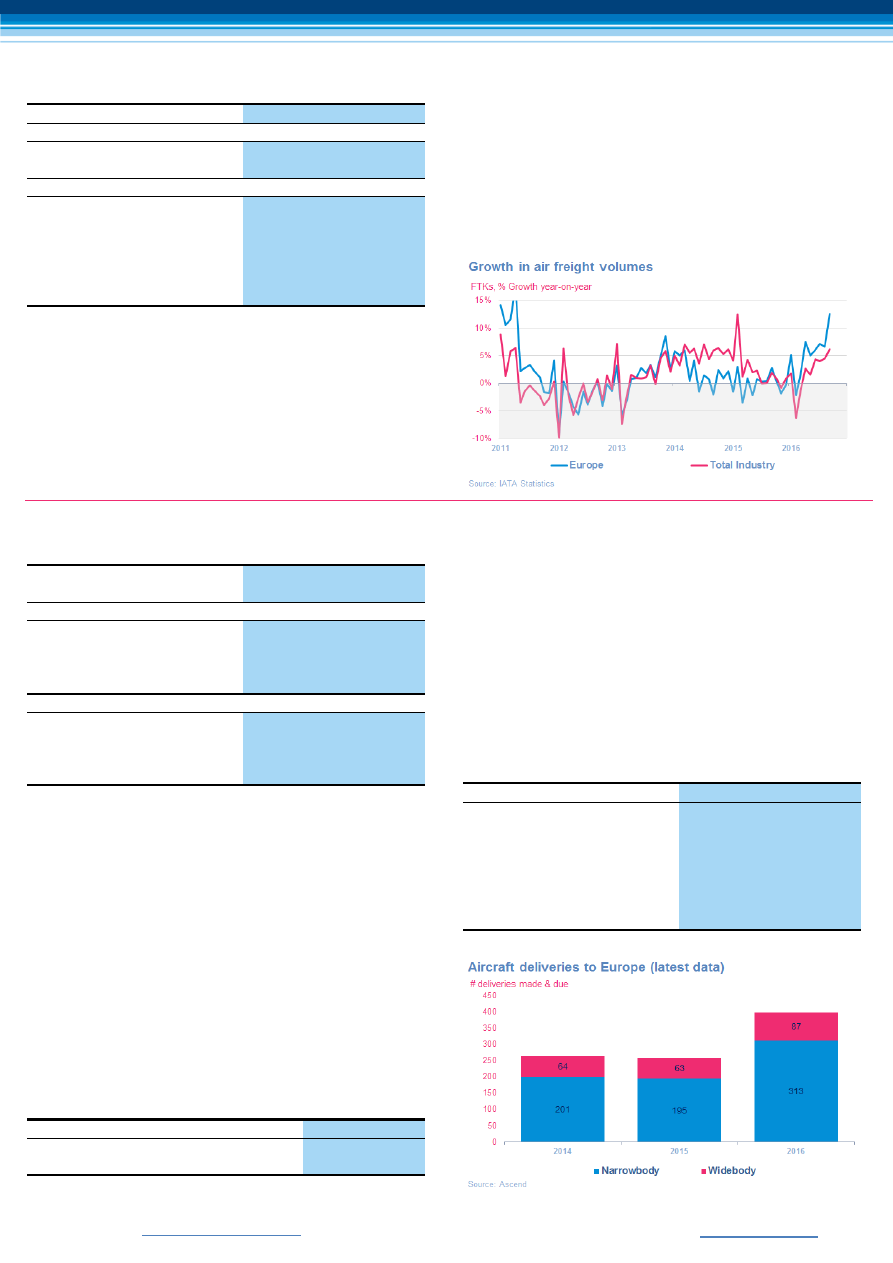 Growth in air freight volumes
FTKs, % Growth year-on-year
15%
10%
5%
0%
-5%
-10%
2011 2012 2013 2014 2015 2016
Europe Total Industry
Source: IATA Statistics
Aircraft deliveries to Europe (latest data)
# deliveries made & due
450
400
350
300
250
200
150
100
50
0
64 63 87
201 195 313
2014 2015 2016
Narrowbody Widebody
Source: Ascend